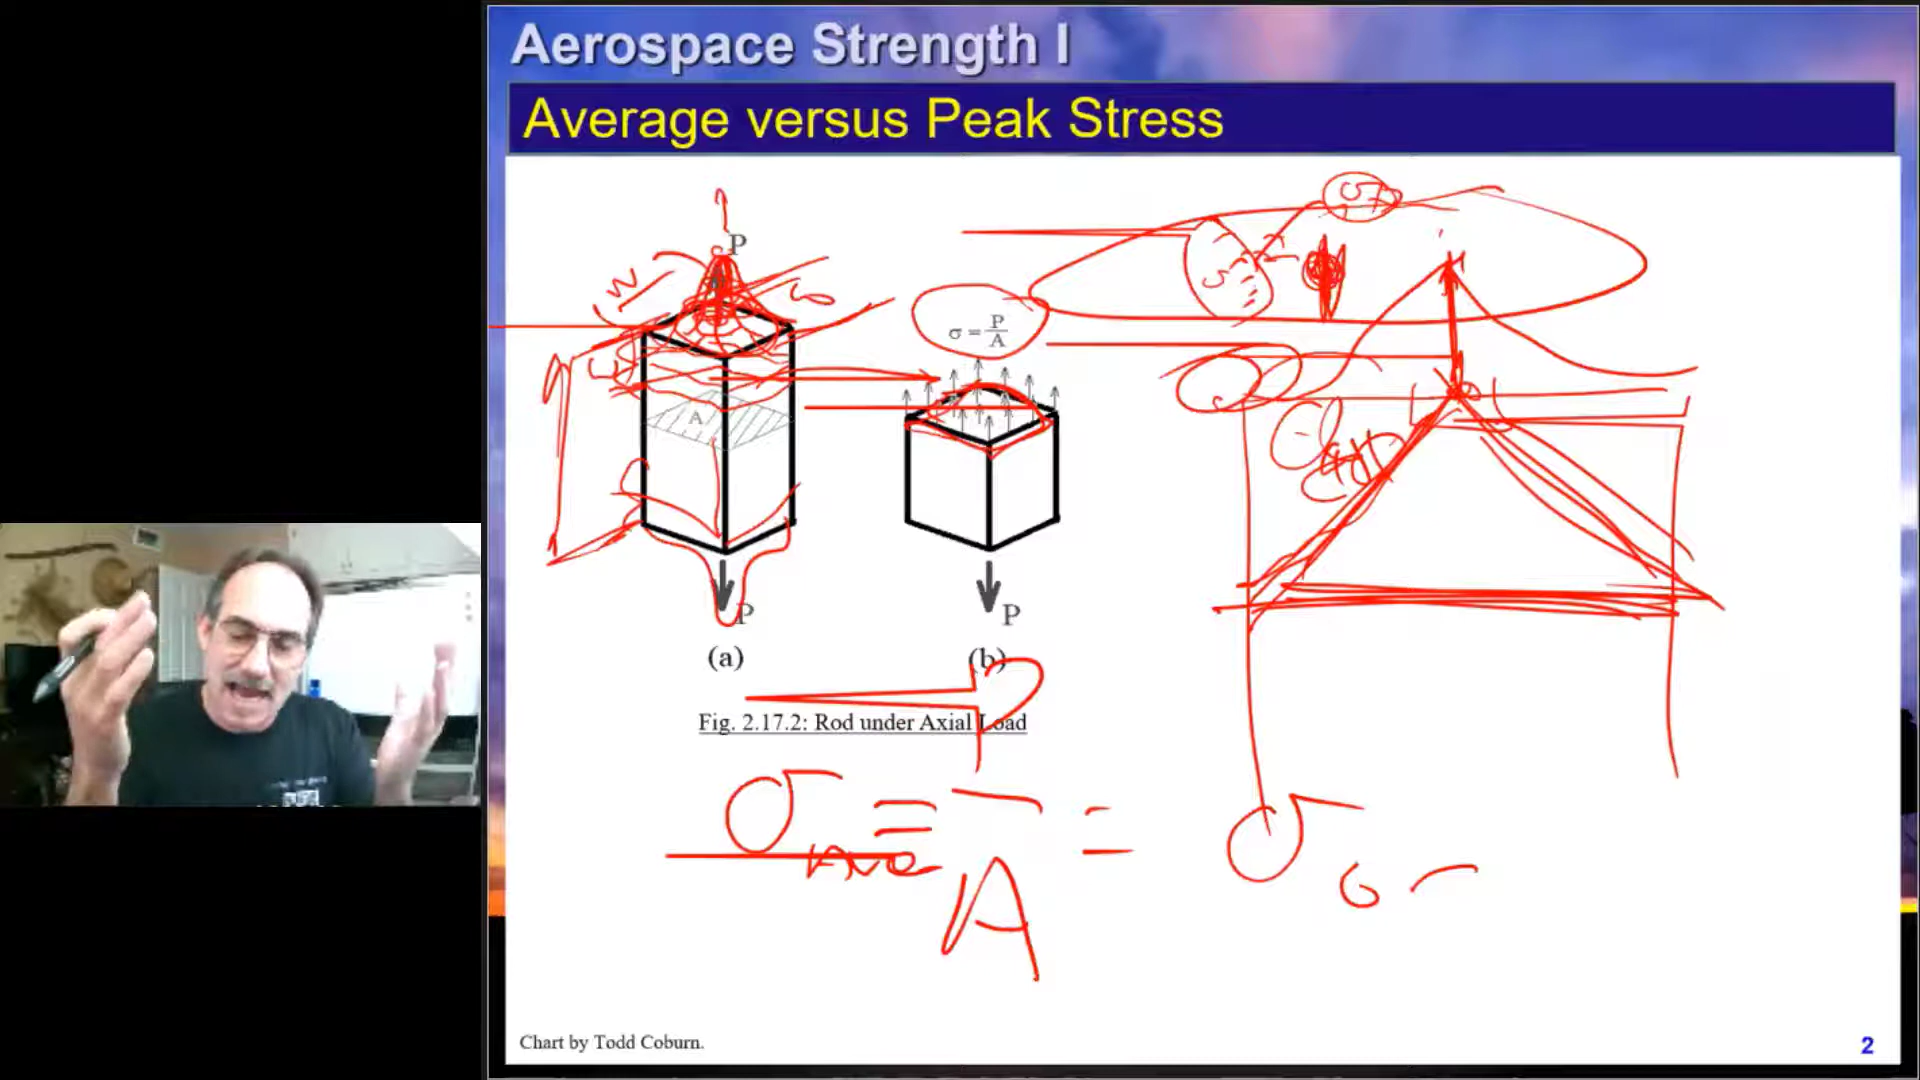 Aerospace Strength I
Average versus Peak Stress
P
W
σ = P/A
A
P
P
(a)
(b)
Fig. 2.17.2: Rod under Axial Load
σ Ave = P/A = σ
Chart by Todd Coburn.
2